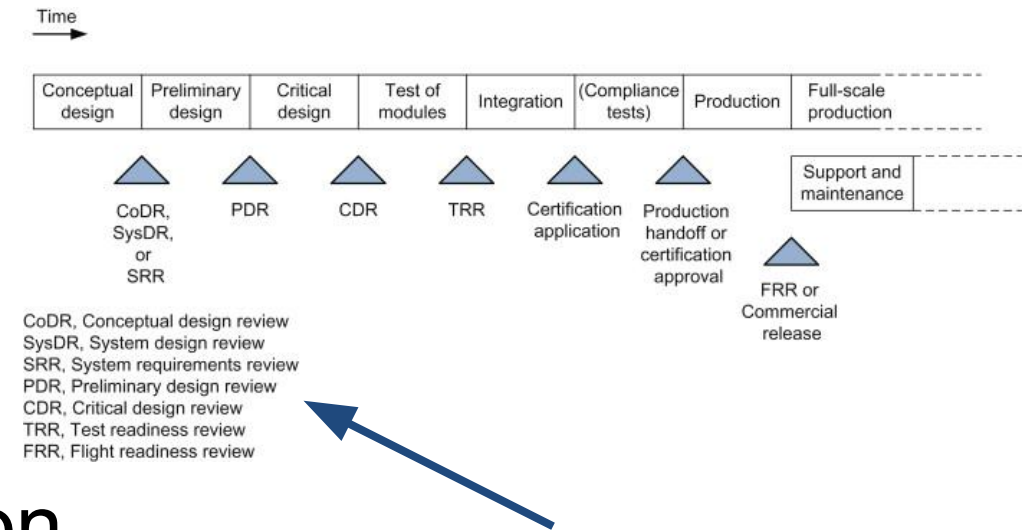 Time
Conceptual
design
Preliminary
design
Critical
design
Test of
modules
Integration
(Compliance
tests)
Production
Full-scale
production
Support and
maintenance
CoDR,
SysDR,
or
SRR
PDR
CDR
TRR
Certification
application
Production
handoff or
certification
approval
FRR or
Commercial
release
CoDR, Conceptual design review
SysDR, System design review
SRR, System requirements review
PDR, Preliminary design review
CDR, Critical design review
TRR, Test readiness review
FRR, Flight readiness review
on